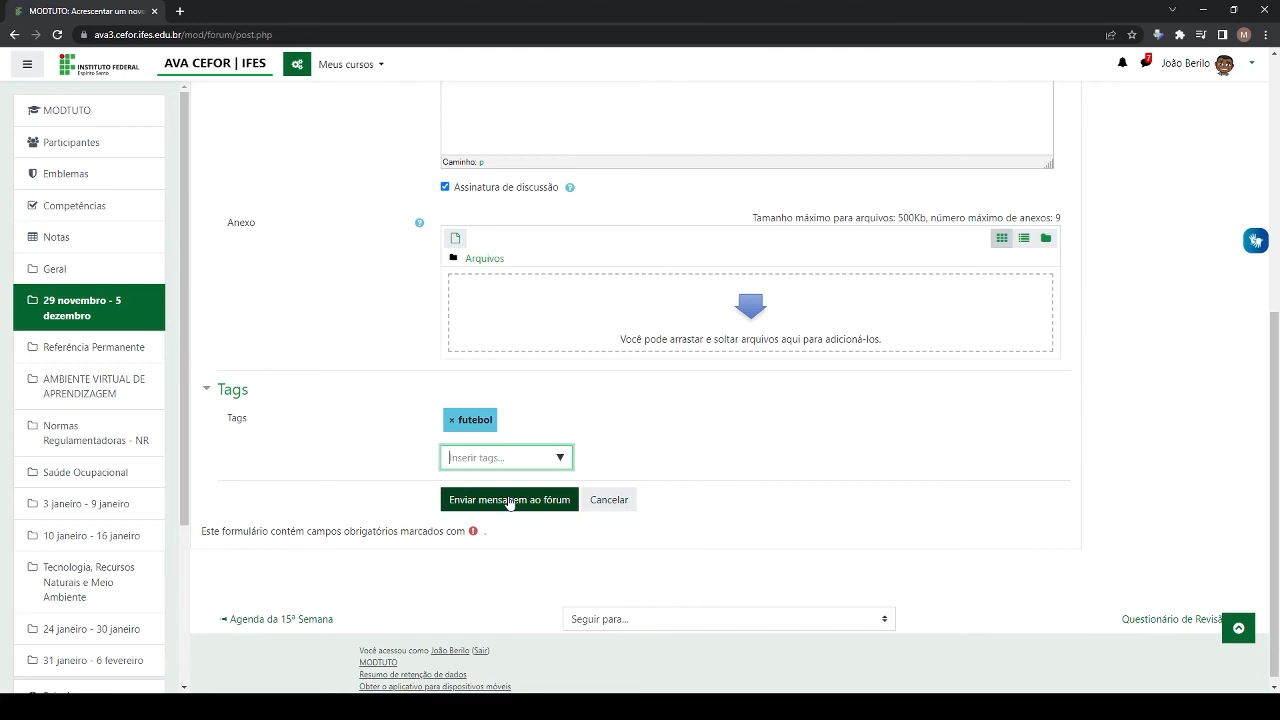 MODTUTO: Acrescentar um nov
ava3.cefor.ifes.edu.br/mod/forum/post.php
M
INSTITUTO FEDERAL
Espírito Santo
AVA CEFOR | IFES
Meus cursos
7
João Berilo
MODTUTO
Participantes
Emblemas
Competências
Notas
Geral
29 novembro - 5
dezembro
Referência Permanente
AMBIENTE VIRTUAL DE
APRENDIZAGEM
Normas
Regulamentadoras - NR
Saúde Ocupacional
3 janeiro - 9 janeiro
10 janeiro - 16 janeiro
Tecnologia, Recursos
Naturais e Meio
Ambiente
24 janeiro - 30 janeiro
31 janeiro - 6 fevereiro
Caminho: p
Assinatura de discussão
Anexo
Tamanho máximo para arquivos: 500Kb, número máximo de anexos: 9
Arquivos
Você pode arrastar e soltar arquivos aqui para adicioná-los.
Tags
Tags
× futebol
Inserir tags...
Enviar mensagem ao fórum
Cancelar
Este formulário contém campos obrigatórios marcados com .
◄ Agenda da 15ª Semana
Seguir para...
Questionário de Revisã
Você acessou como João Berilo (Sair)
MODTUTO
Resumo de retenção de dados
Obter o aplicativo para dispositivos móveis